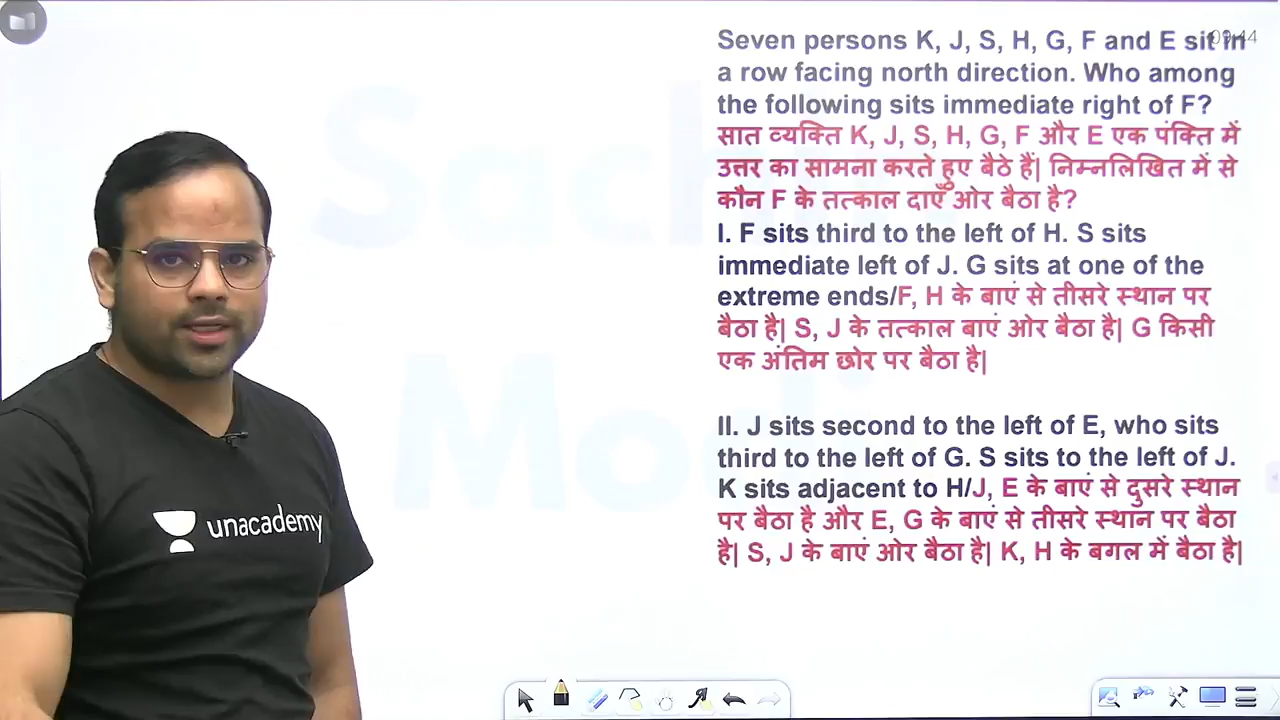 09:44
Seven persons K, J, S, H, G, F and E sit in
a row facing north direction. Who among
the following sits immediate right of F?
सात व्यक्ति K, J, S, H, G, F और E एक पंक्ति में
उत्तर का सामना करते हुए बैठे हैं| निम्नलिखित में से
कौन F के तत्काल दाएँ ओर बैठा है?
I. F sits third to the left of H. S sits
immediate left of J. G sits at one of the
extreme ends/F, H के बाएं से तीसरे स्थान पर
बैठा है| S, J के तत्काल बाएं ओर बैठा है| G किसी
एक अंतिम छोर पर बैठा है|
II. J sits second to the left of E, who sits
third to the left of G. S sits to the left of J.
K sits adjacent to H/J, E के बाएं से दुसरे स्थान
पर बैठा है और E, G के बाएं से तीसरे स्थान पर बैठा
है| S, J के बाएं ओर बैठा है| K, H के बगल में बैठा है|
unacademy